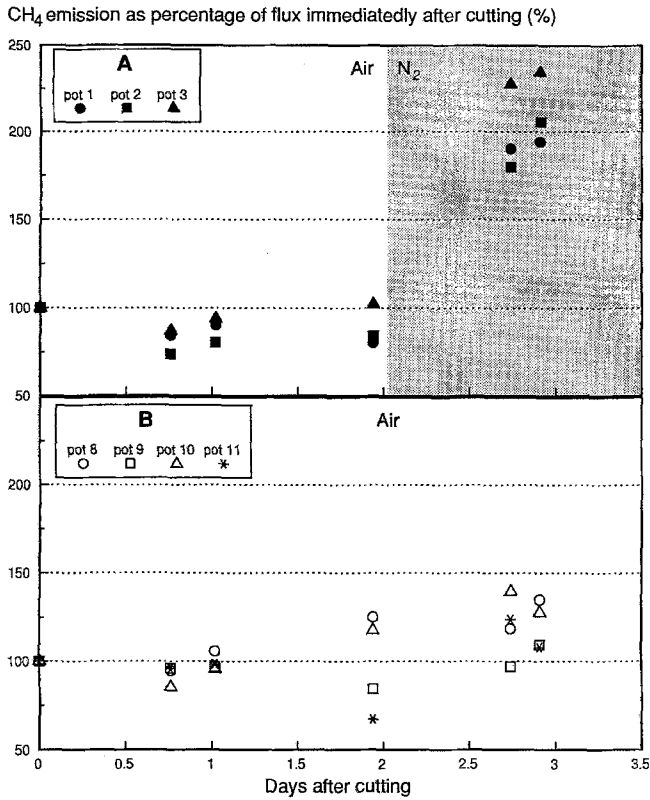 CH4 emission as percentage of flux immediatedly after cutting (%)
250
A
pot 1 pot 2 pot 3
Air N2
200
150
100
50
B
pot 8 pot 9 pot 10 pot 11
Air
200
150
100
50
0 0.5 1 1.5 2 2.5 3 3.5
Days after cutting